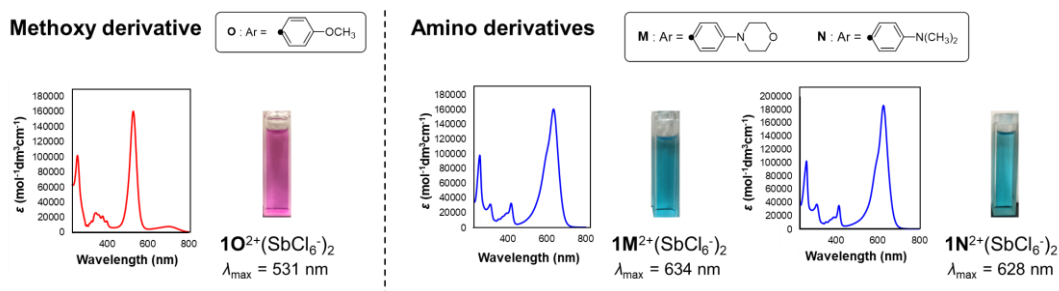 Methoxy derivative
O : Ar = OCH3
Amino derivatives
M : Ar = N O N : Ar = N(CH3)2
180000
160000
140000
120000
100000
80000
60000
40000
20000
0
400 600 800
ε (mol⁻¹dm³cm⁻¹)
Wavelength (nm)
1O²⁺(SbCl₆⁻)₂
λmax = 531 nm
180000
160000
140000
120000
100000
80000
60000
40000
20000
0
400 600 800
ε (mol⁻¹dm³cm⁻¹)
Wavelength (nm)
1M²⁺(SbCl₆⁻)₂
λmax = 634 nm
200000
180000
160000
140000
120000
100000
80000
60000
40000
20000
0
400 600 800
ε (mol⁻¹dm³cm⁻¹)
Wavelength (nm)
1N²⁺(SbCl₆⁻)₂
λmax = 628 nm